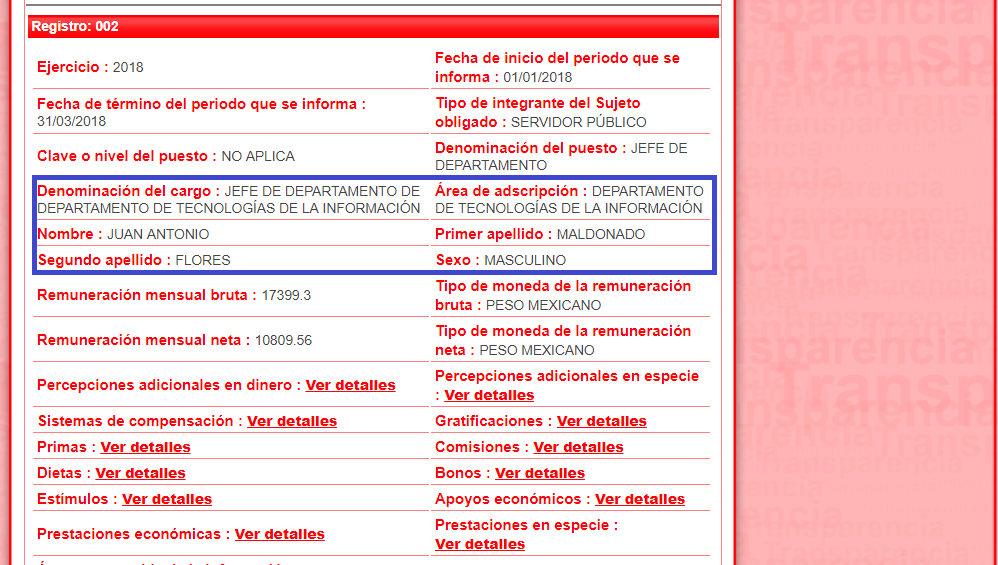 Registro: 002
Ejercicio : 2018
Fecha de inicio del periodo que se
informa : 01/01/2018
Fecha de término del periodo que se informa :
31/03/2018
Tipo de integrante del Sujeto
obligado : SERVIDOR PÚBLICO
Clave o nivel del puesto : NO APLICA
Denominación del puesto : JEFE DE
DEPARTAMENTO
Denominación del cargo : JEFE DE DEPARTAMENTO DE
DEPARTAMENTO DE TECNOLOGÍAS DE LA INFORMACIÓN
Área de adscripción : DEPARTAMENTO
DE TECNOLOGÍAS DE LA INFORMACIÓN
Nombre : JUAN ANTONIO
Primer apellido : MALDONADO
Segundo apellido : FLORES
Sexo : MASCULINO
Remuneración mensual bruta : 17399.3
Tipo de moneda de la remuneración
bruta : PESO MEXICANO
Remuneración mensual neta : 10809.56
Tipo de moneda de la remuneración
neta : PESO MEXICANO
Percepciones adicionales en dinero : Ver detalles
Percepciones adicionales en especie
: Ver detalles
Sistemas de compensación : Ver detalles
Gratificaciones : Ver detalles
Primas : Ver detalles
Comisiones : Ver detalles
Dietas : Ver detalles
Bonos : Ver detalles
Estímulos : Ver detalles
Apoyos económicos : Ver detalles
Prestaciones económicas : Ver detalles
Prestaciones en especie :
Ver detalles